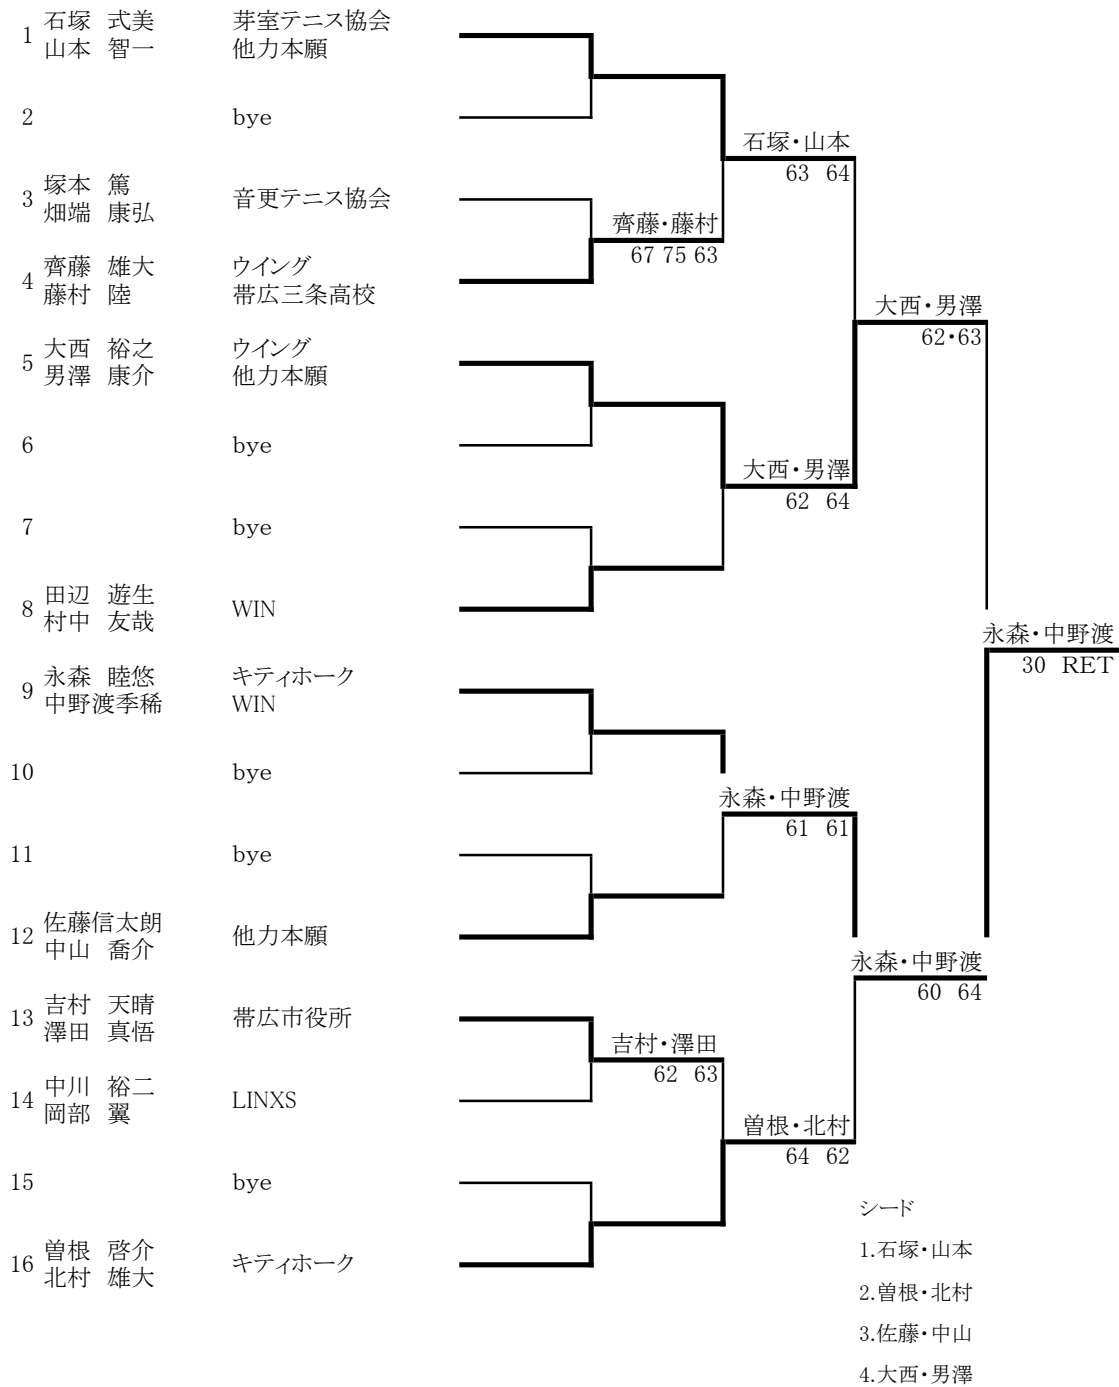 1 石塚 式美 芽室テニス協会
山本 智一 他力本願
2 bye
石塚・山本
63 64
3 塚本 篤 音更テニス協会
畑端 康弘
齊藤・藤村
67 75 63
4 齊藤 雄大 ウイング
藤村 陸 帯広三条高校
大西・男澤
62・63
5 大西 裕之 ウイング
男澤 康介 他力本願
6 bye
大西・男澤
62 64
7 bye
8 田辺 遊生 WIN
村中 友哉
永森・中野渡
30 RET
9 永森 睦悠 キティホーク
中野渡季稀 WIN
10 bye
永森・中野渡
61 61
11 bye
12 佐藤信太朗 他力本願
中山 喬介
永森・中野渡
60 64
13 吉村 天晴 帯広市役所
澤田 真悟
吉村・澤田
62 63
14 中川 裕二 LINXS
岡部 翼
曽根・北村
64 62
15 bye
16 曽根 啓介 キティホーク
北村 雄大
シード
1.石塚・山本
2.曽根・北村
3.佐藤・中山
4.大西・男澤